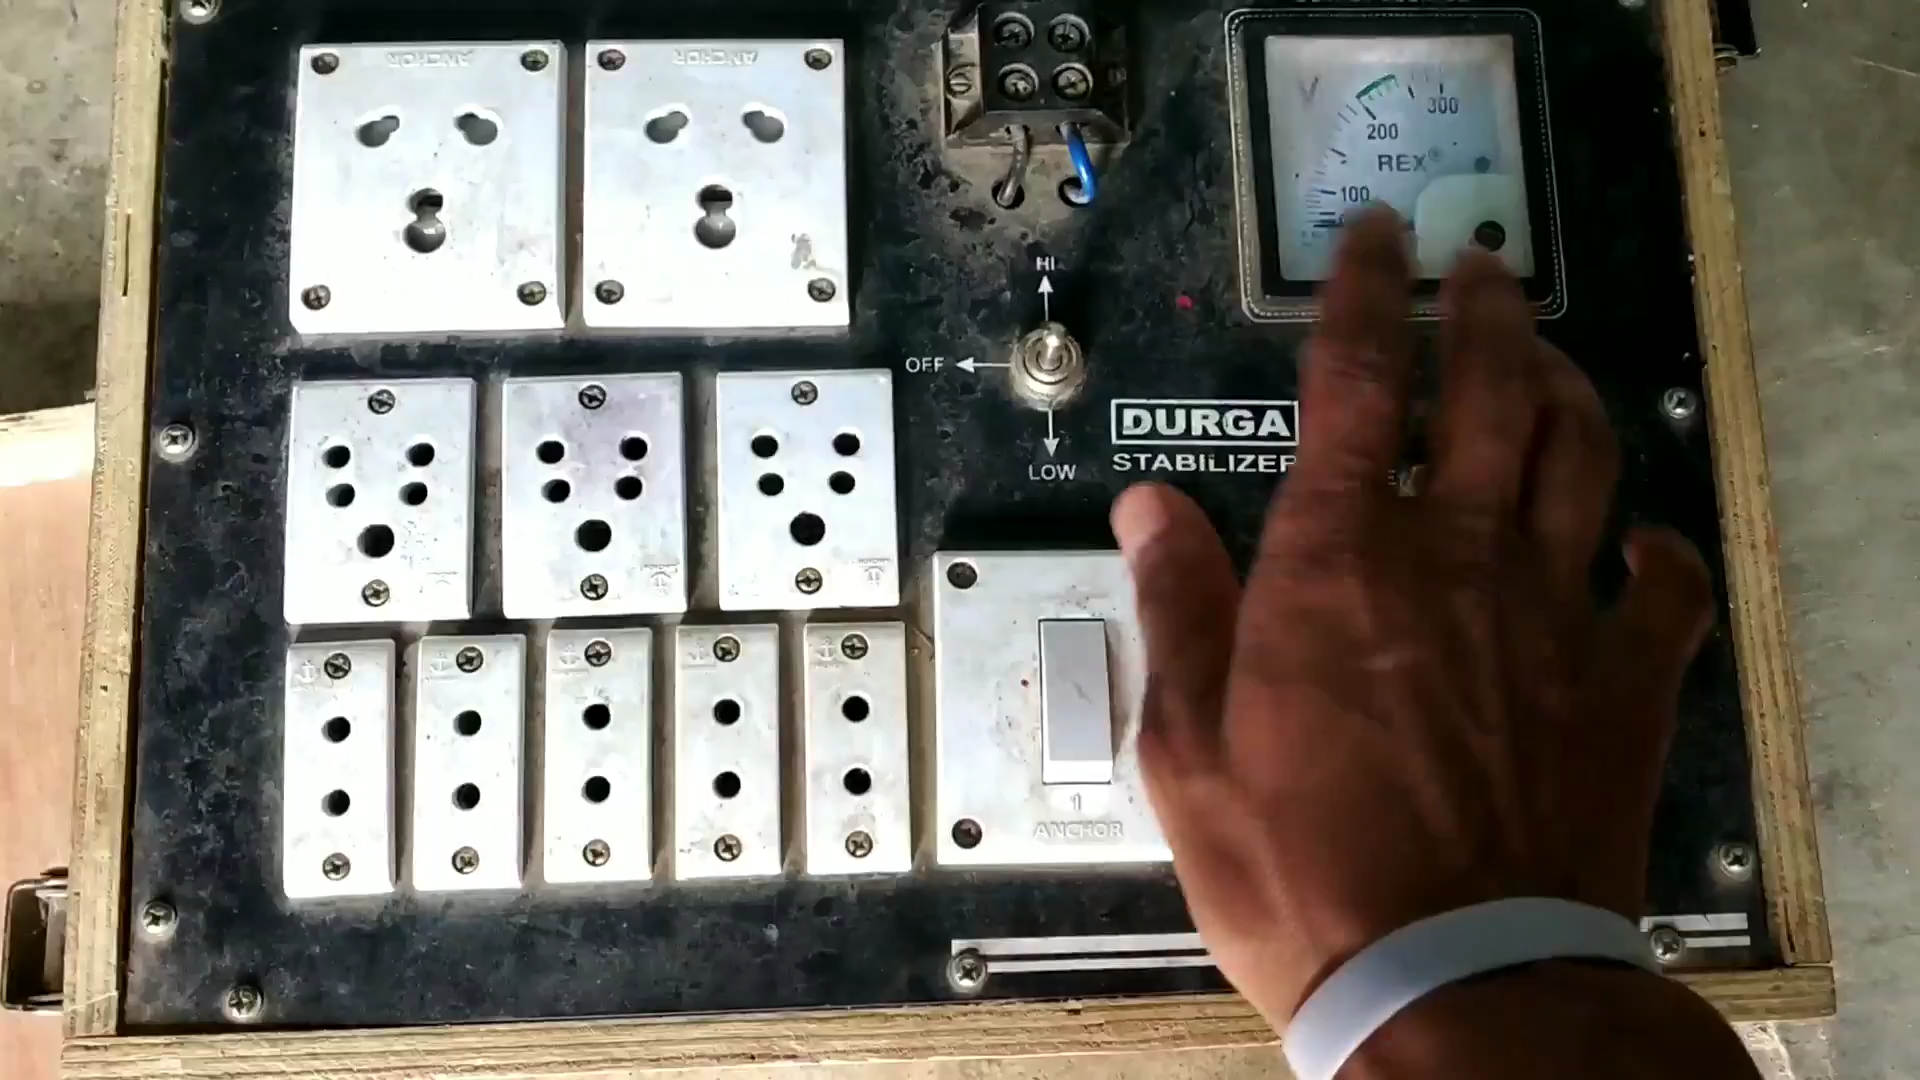 ANCHOR
ANCHOR
V
300
200
REX®
100
HI
OFF
LOW
DURGA
STABILIZER
1
ANCHOR